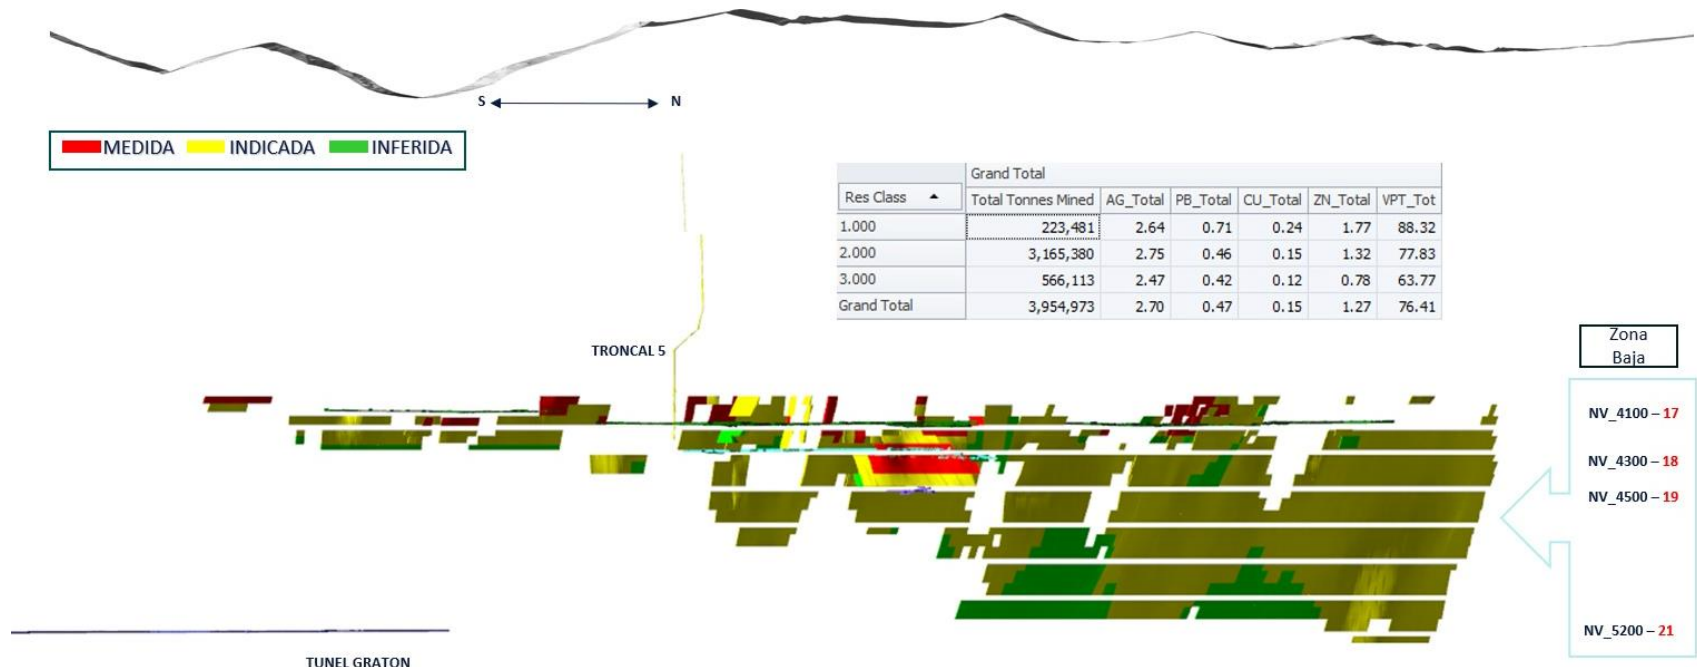 S N
MEDIDA INDICADA INFERIDA
Grand Total
Res Class Total Tonnes Mined AG_Total PB_Total CU_Total ZN_Total VPT_Tot
1.000 223,481 2.64 0.71 0.24 1.77 88.32
2.000 3,165,380 2.75 0.46 0.15 1.32 77.83
3.000 566,113 2.47 0.42 0.12 0.78 63.77
Grand Total 3,954,973 2.70 0.47 0.15 1.27 76.41
TRONCAL 5
Zona
Baja
NV_4100 – 17
NV_4300 – 18
NV_4500 – 19
NV_5200 – 21
TUNEL GRATON